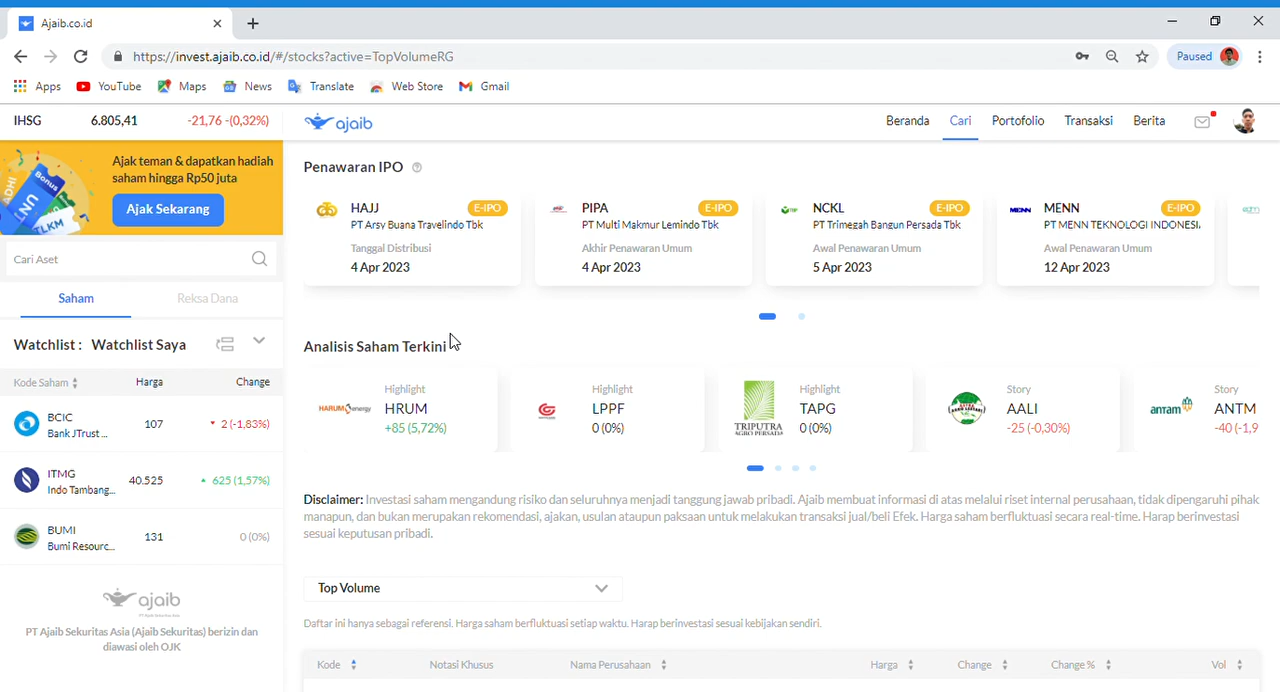 Ajaib.co.id
https://invest.ajaib.co.id/#/stocks?active=TopVolumeRG
Paused
Apps YouTube Maps News Translate Web Store Gmail
IHSG 6.805,41 -21,76 -(0,32%)
ajaib
Beranda Cari Portofolio Transaksi Berita
Ajak teman & dapatkan hadiah
saham hingga Rp50 juta
Ajak Sekarang
Bonus
TLKM
Cari Aset
Saham Reksa Dana
Watchlist : Watchlist Saya
Kode Saham Harga Change
BCIC
Bank JTrust ...
107 2 (-1,83%)
ITMG
Indo Tambang...
40.525 625 (1,57%)
BUMI
Bumi Resourc...
131 0 (0%)
ajaib
PT Ajaib Sekuritas Asia (Ajaib Sekuritas) berizin dan
diawasi oleh OJK
Penawaran IPO
HAJJ E-IPO
PT Arsy Buana Travelindo Tbk
Tanggal Distribusi
4 Apr 2023
PIPA E-IPO
PT Multi Makmur Lemindo Tbk
Akhir Penawaran Umum
4 Apr 2023
NCKL E-IPO
PT Trimegah Bangun Persada Tbk
Awal Penawaran Umum
5 Apr 2023
MENN
MENN E-IPO
PT MENN TEKNOLOGI INDONESI
Awal Penawaran Umum
12 Apr 2023
Analisis Saham Terkini
HARUM energy
Highlight
HRUM
+85 (5,72%)
Highlight
LPPF
0 (0%)
TRIPUTRA
AGRO PERSADA
Highlight
TAPG
0 (0%)
Story
AALI
-25 (-0,30%)
antam
Story
ANTM
-40 (-1,9
Disclaimer: Investasi saham mengandung risiko dan seluruhnya menjadi tanggung jawab pribadi. Ajaib membuat informasi di atas melalui riset internal perusahaan, tidak dipengaruhi pihak
manapun, dan bukan merupakan rekomendasi, ajakan, usulan ataupun paksaan untuk melakukan transaksi jual/beli Efek. Harga saham berfluktuasi secara real-time. Harap berinvestasi
sesuai keputusan pribadi.
Top Volume
Daftar ini hanya sebagai referensi. Harga saham berfluktuasi setiap waktu. Harap berinvestasi sesuai kebijakan sendiri.
Kode Notasi Khusus Nama Perusahaan Harga Change Change % Vol